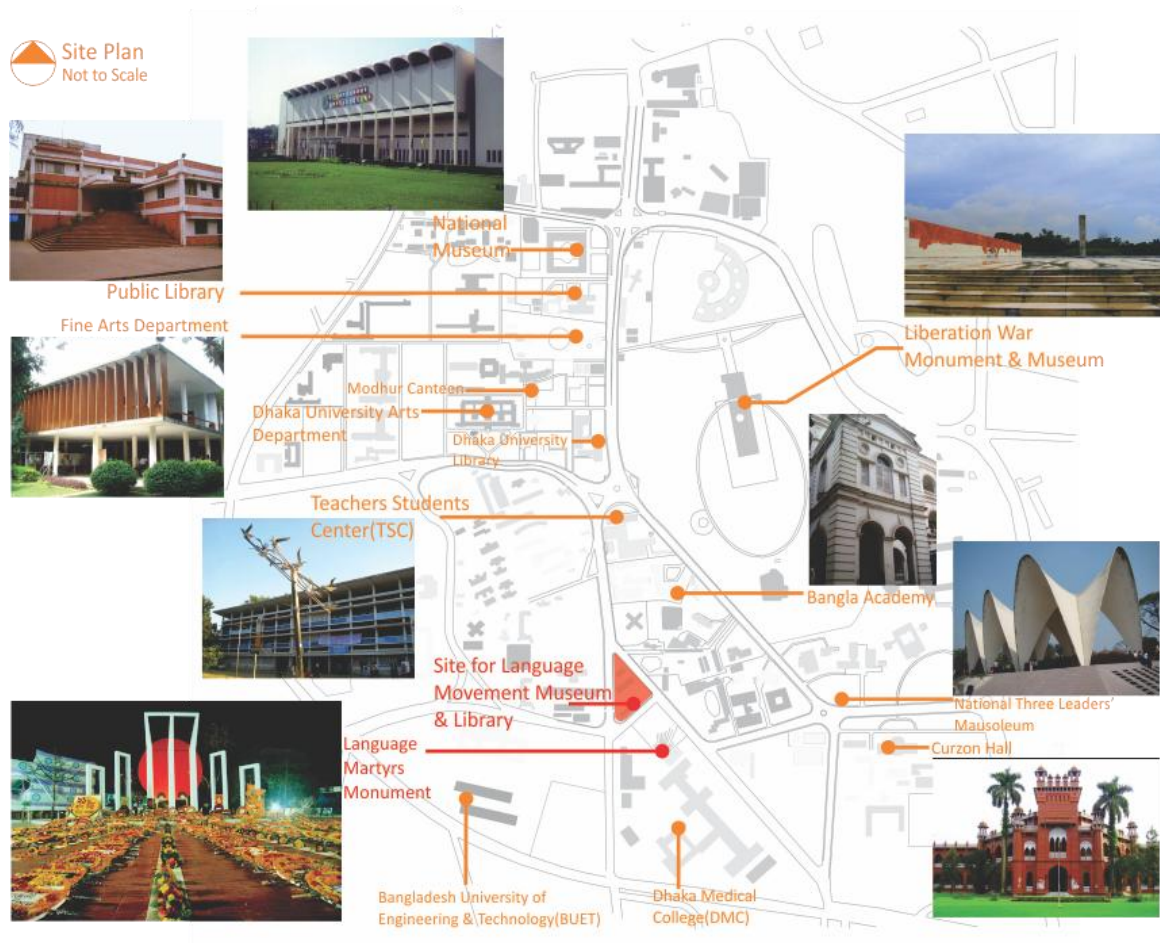 Site Plan
Not to Scale
National
Museum
Public Library
Fine Arts Department
Liberation War
Monument & Museum
Modhur Canteen
Dhaka University Arts
Department
Dhaka University
Library
Teachers Students
Center(TSC)
Bangla Academy
Site for Language
Movement Museum
& Library
National Three Leaders'
Mausoleum
Language
Martyrs
Monument
Curzon Hall
Bangladesh University of
Engineering & Technology(BUET)
Dhaka Medical
College(DMC)